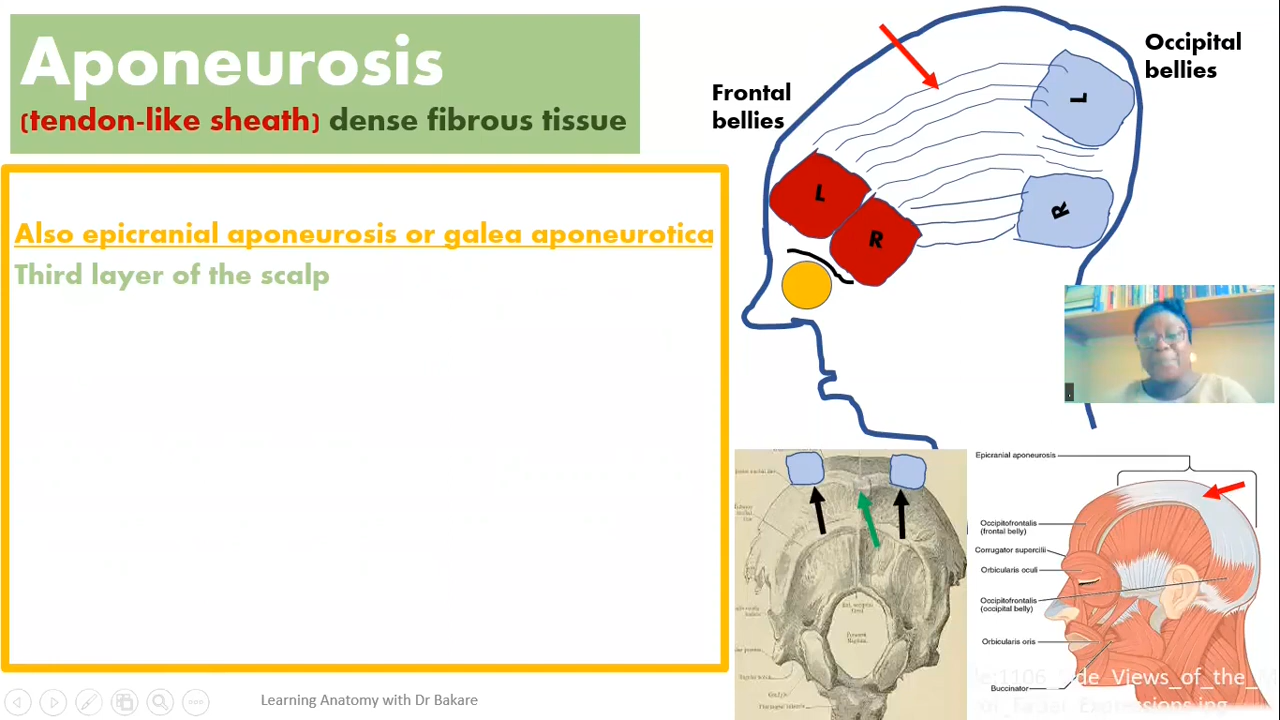 Aponeurosis
(tendon-like sheath) dense fibrous tissue
Also epicranial aponeurosis or galea aponeurotica
Third layer of the scalp
Frontal
bellies
Occipital
bellies
L
R
L
R
Epicranial aponeurosis
Occipitofrontalis
(frontal belly)
Corrugator supercilii
Orbicularis oculi
Occipitofrontalis
(occipital belly)
Orbicularis oris
Buccinator
Side_Views_of_the_
Learning Anatomy with Dr Bakare